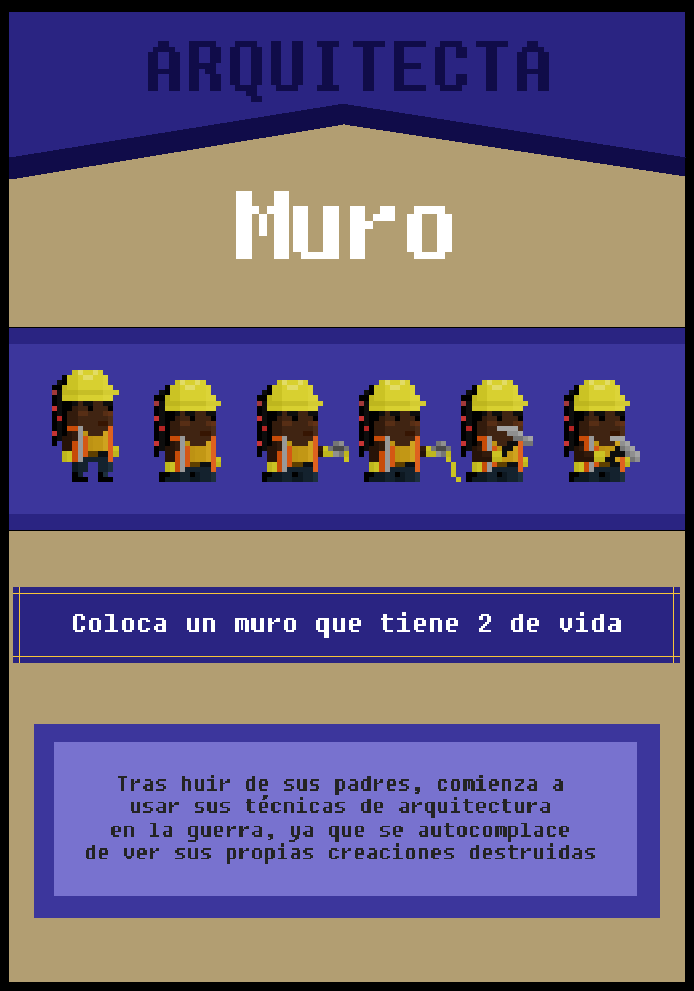 ARQUITECTA
Muro
Coloca un muro que tiene 2 de vida
Tras huir de sus padres, comienza a
usar sus técnicas de arquitectura
en la guerra, ya que se autocomplace
de ver sus propias creaciones destruidas